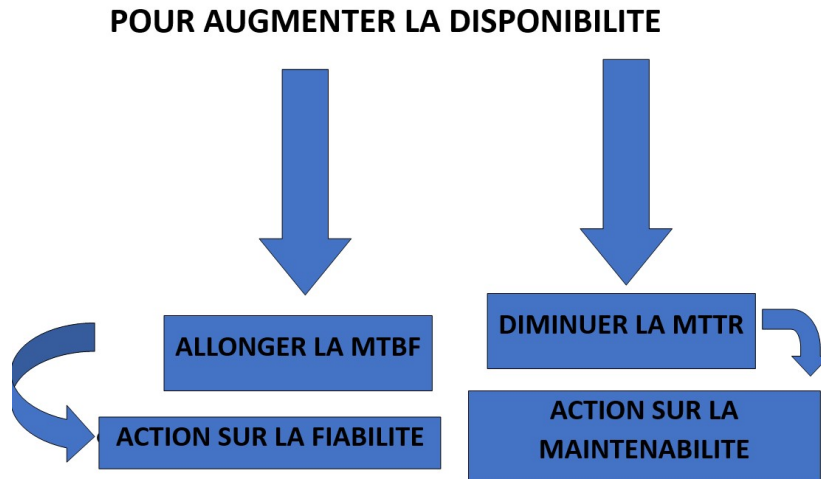 POUR AUGMENTER LA DISPONIBILITE
ALLONGER LA MTBF
DIMINUER LA MTTR
ACTION SUR LA FIABILITE
ACTION SUR LA
MAINTENABILITE